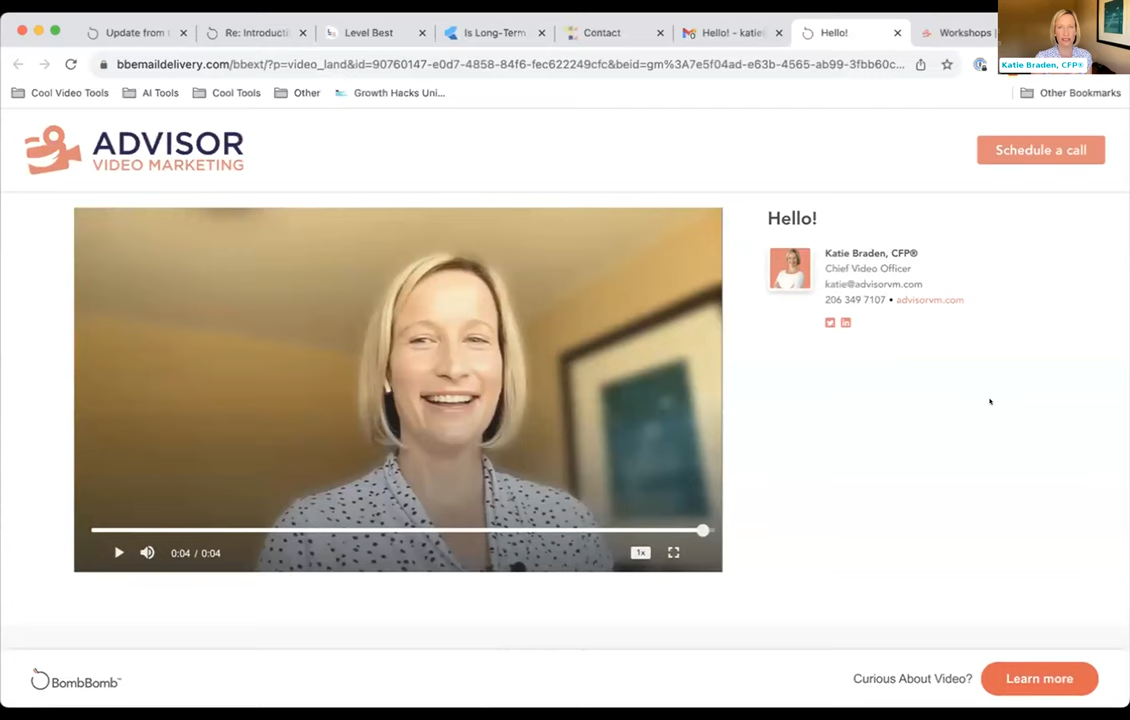 Update from
Re: Introducti
Level Best
Is Long-Term
Contact
Hello! - katie
Hello!
Workshops |
Katie Braden, CFP®
bbemaildelivery.com/bbext/?p=video_land&id=90760147-e0d7-4858-84f6-fec622249cfc&beid=gm%3A7e5f04ad-e63b-4565-ab99-3fbb60c...
Cool Video Tools
AI Tools
Cool Tools
Other
Growth Hacks Uni...
Other Bookmarks
ADVISOR
VIDEO MARKETING
Schedule a call
Hello!
Katie Braden, CFP®
Chief Video Officer
katie@advisorvm.com
206 349 7107 • advisorvm.com
0:04 / 0:04
1x
BombBomb™
Curious About Video?
Learn more